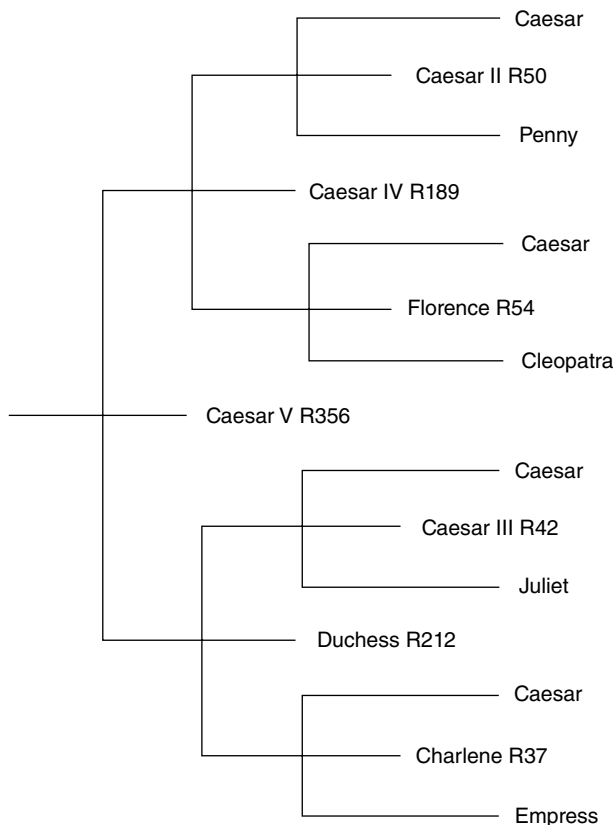 Caesar
Caesar II R50
Penny
Caesar IV R189
Caesar
Florence R54
Cleopatra
Caesar V R356
Caesar
Caesar III R42
Juliet
Duchess R212
Caesar
Charlene R37
Empress